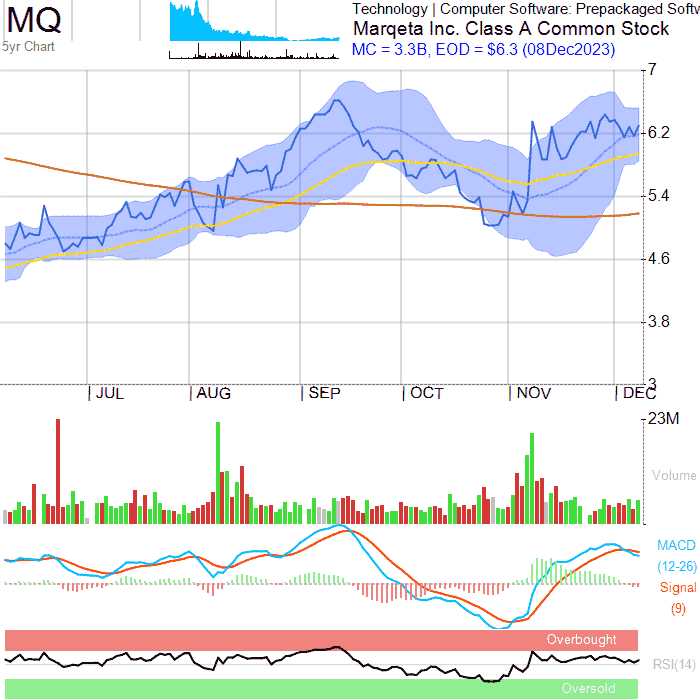 MQ
5yr Chart
Technology | Computer Software: Prepackaged Softw
Marqeta Inc. Class A Common Stock
MC = 3.3B, EOD = $6.3 (08Dec2023)
7
6.2
5.4
4.6
3.8
3
JUL
AUG
SEP
OCT
NOV
DEC
23M
Volume
MACD
(12-26)
Signal
(9)
Overbought
RSI(14)
Oversold